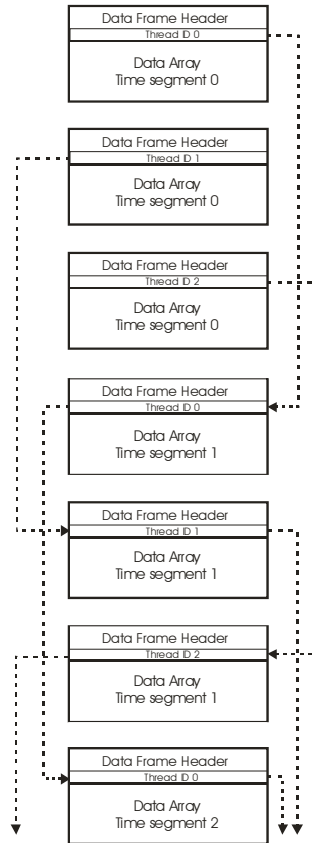 Data Frame Header
Thread ID 0
Data Array
Time segment 0
Data Frame Header
Thread ID 1
Data Array
Time segment 0
Data Frame Header
Thread ID 2
Data Array
Time segment 0
Data Frame Header
Thread ID 0
Data Array
Time segment 1
Data Frame Header
Thread ID 1
Data Array
Time segment 1
Data Frame Header
Thread ID 2
Data Array
Time segment 1
Data Frame Header
Thread ID 0
Data Array
Time segment 2